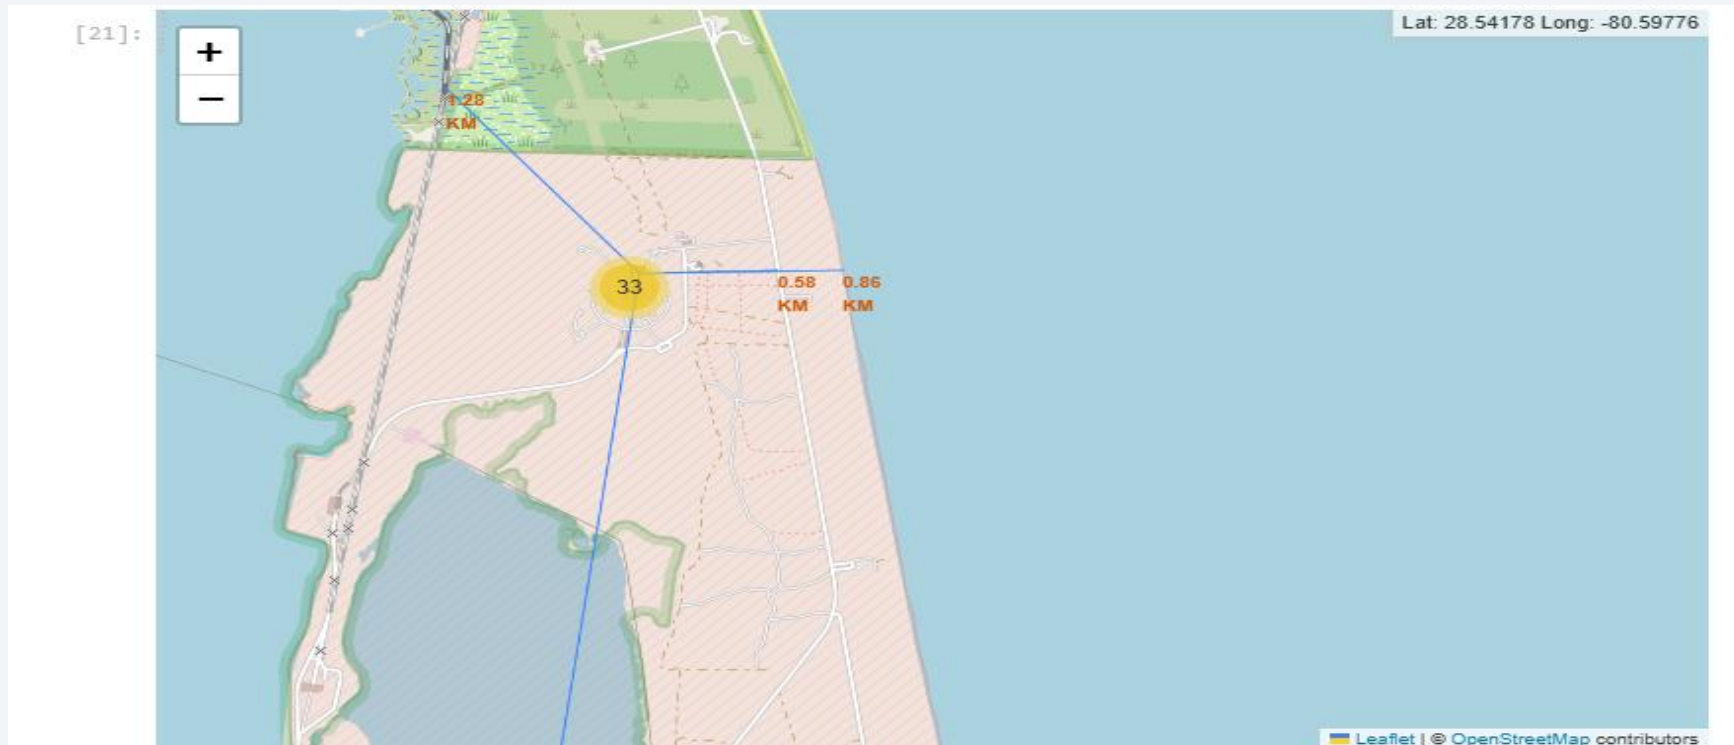 [21]:
+
−
Lat: 28.54178 Long: -80.59776
1.28
KM
33
0.58
KM
0.86
KM
Leaflet | © OpenStreetMap contributors